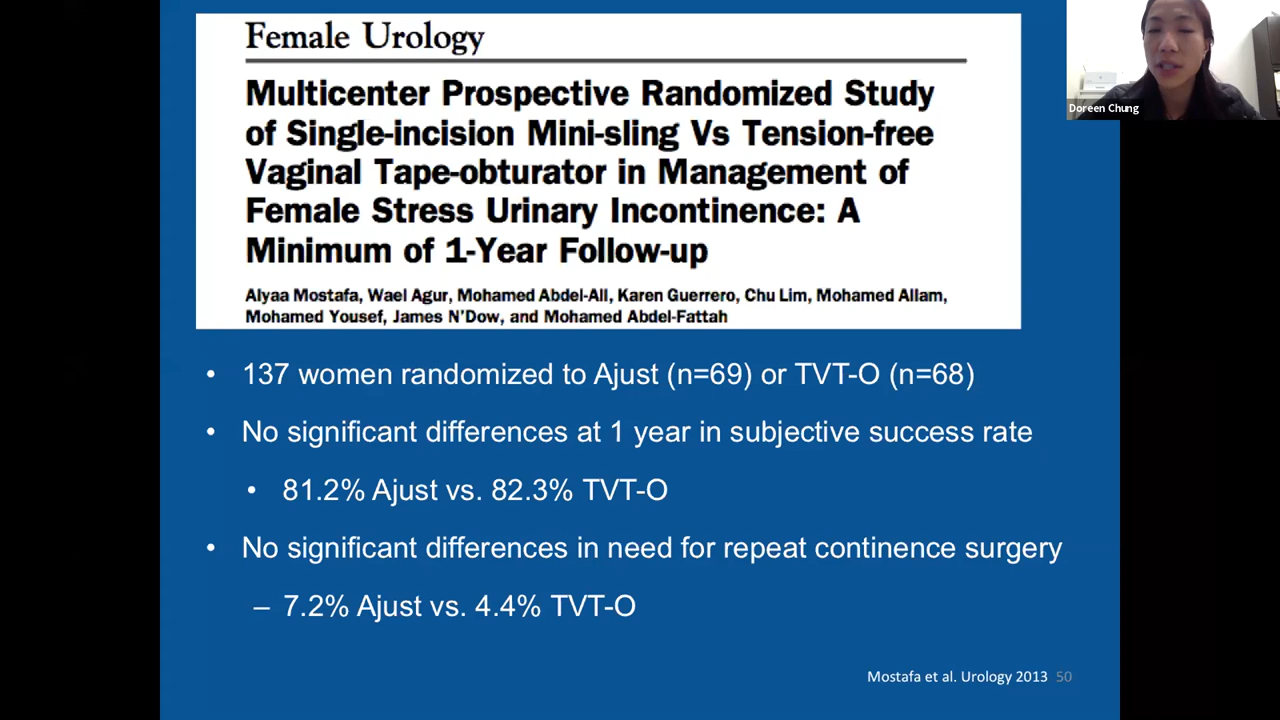 Female Urology
Multicenter Prospective Randomized Study
of Single-incision Mini-sling Vs Tension-free
Vaginal Tape-obturator in Management of
Female Stress Urinary Incontinence: A
Minimum of 1-Year Follow-up
Alyaa Mostafa, Wael Agur, Mohamed Abdel-All, Karen Guerrero, Chu Lim, Mohamed Allam,
Mohamed Yousef, James N'Dow, and Mohamed Abdel-Fattah
Doreen Chung
• 137 women randomized to Ajust (n=69) or TVT-O (n=68)
• No significant differences at 1 year in subjective success rate
• 81.2% Ajust vs. 82.3% TVT-O
• No significant differences in need for repeat continence surgery
– 7.2% Ajust vs. 4.4% TVT-O
Mostafa et al. Urology 2013 50